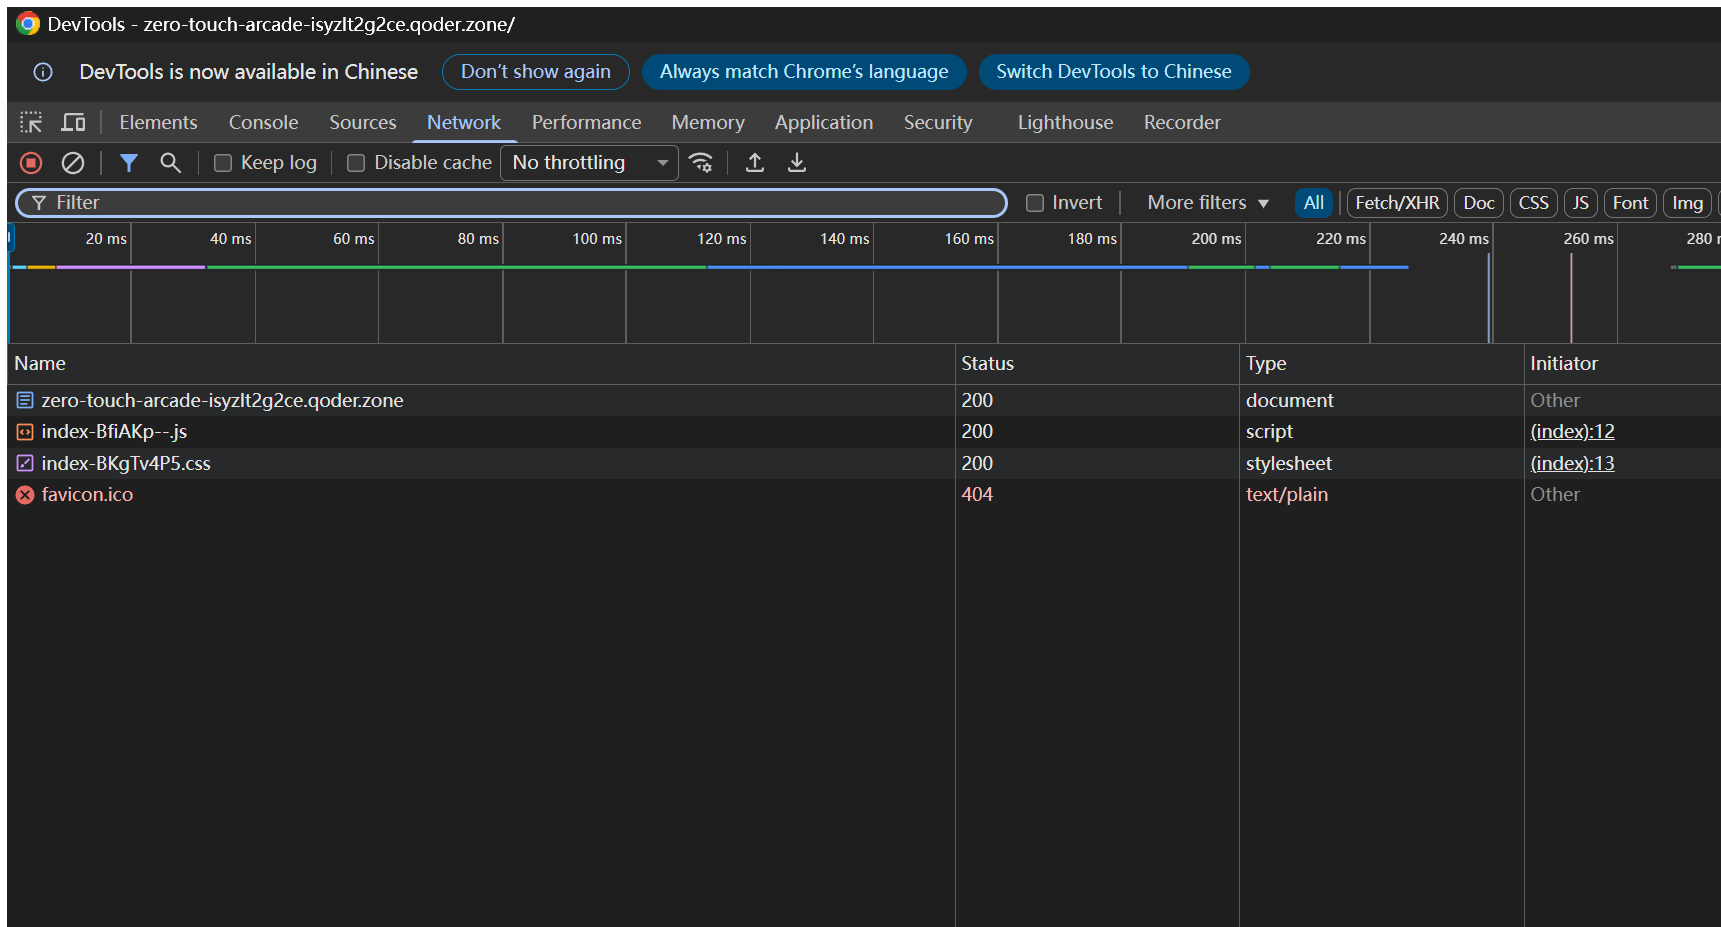 DevTools - zero-touch-arcade-isyzlt2g2ce.qoder.zone/
DevTools is now available in Chinese Don't show again Always match Chrome's language Switch DevTools to Chinese
Elements Console Sources Network Performance Memory Application Security Lighthouse Recorder
Keep log Disable cache No throttling
Filter Invert More filters All Fetch/XHR Doc CSS JS Font Img
20 ms 40 ms 60 ms 80 ms 100 ms 120 ms 140 ms 160 ms 180 ms 200 ms 220 ms 240 ms 260 ms 280
Name Status Type Initiator
zero-touch-arcade-isyzlt2g2ce.qoder.zone 200 document Other
index-BfiAKp--.js 200 script (index):12
index-BKgTv4P5.css 200 stylesheet (index):13
favicon.ico 404 text/plain Other